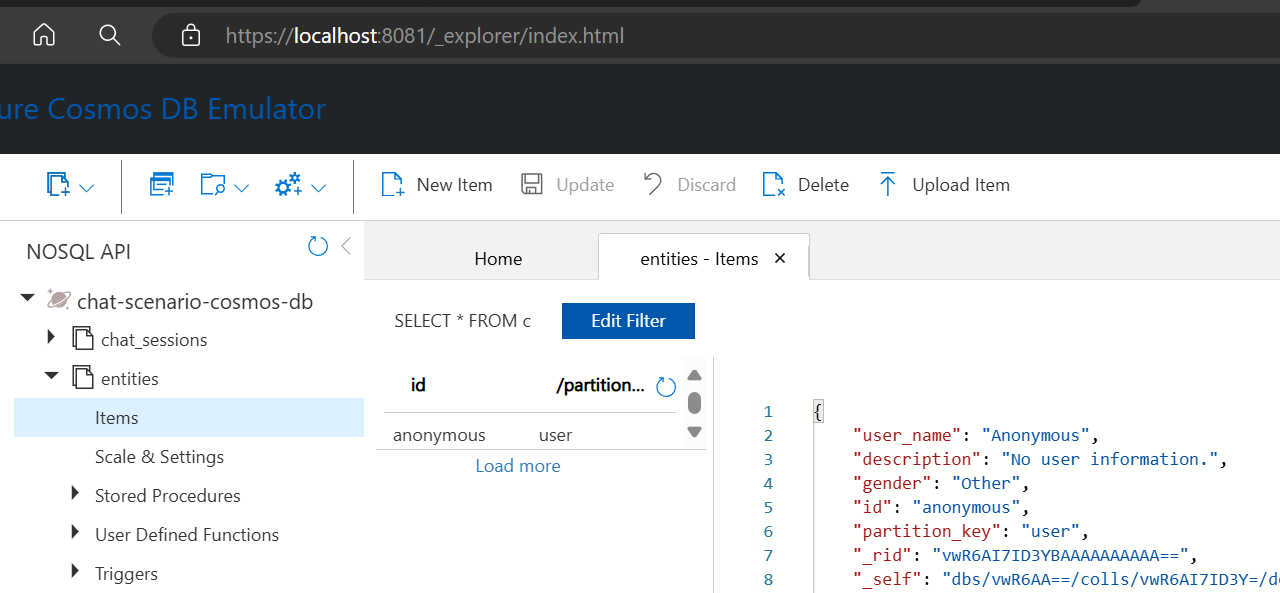 https://localhost:8081/_explorer/index.html
ure Cosmos DB Emulator
New Item Update Discard Delete Upload Item
NOSQL API
chat-scenario-cosmos-db
chat_sessions
entities
Items
Scale & Settings
Stored Procedures
User Defined Functions
Triggers
Home entities - Items
SELECT * FROM c Edit Filter
id /partition...
anonymous user
Load more
1 {
2 "user_name": "Anonymous",
3 "description": "No user information.",
4 "gender": "Other",
5 "id": "anonymous",
6 "partition_key": "user",
7 "_rid": "vwR6AI7ID3YBAAAAAAAAAA==",
8 "_self": "dbs/vwR6AA==/colls/vwR6AI7ID3Y=/d